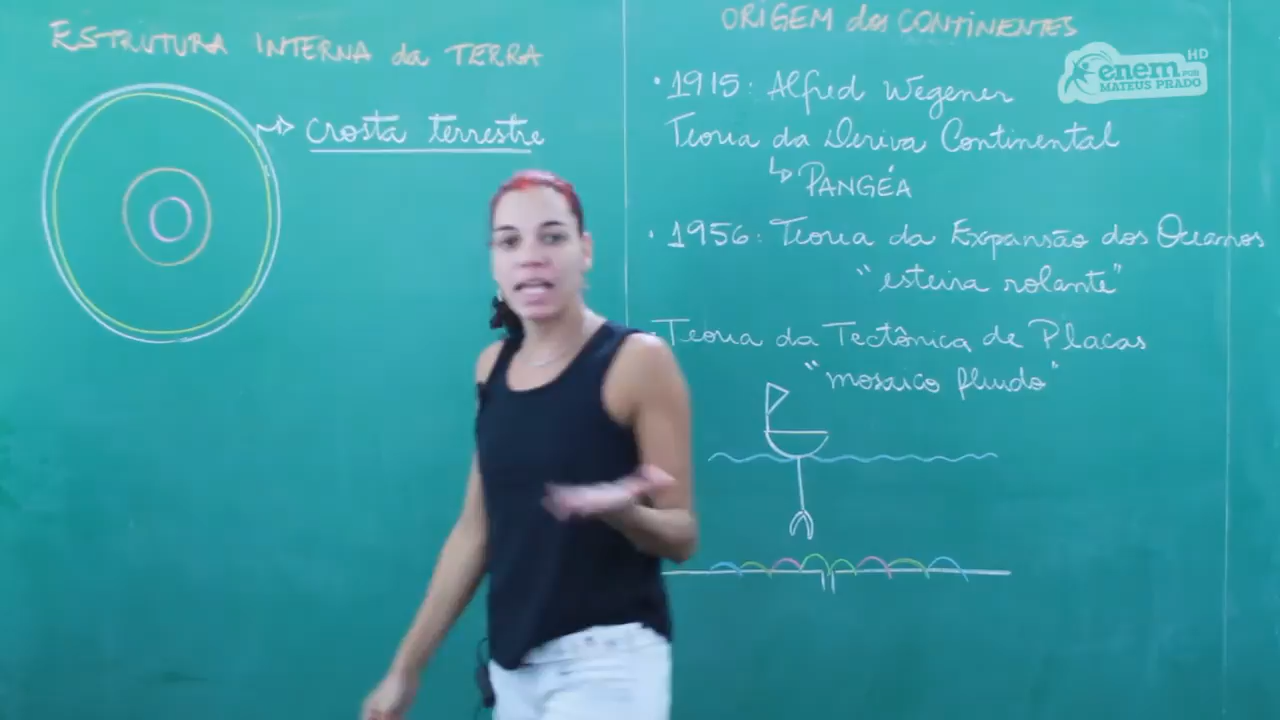 ESTRUTURA INTERNA da TERRA
crosta terrestre
ORIGEM dos CONTINENTES
• 1915: Alfred Wegener
Teoria da Deriva Continental
↳ PANGÉA
• 1956: Teoria da Expansão dos Oceanos
"esteira rolante"
• Teoria da Tectônica de Placas
"mosaico fluido"
enem HD
POR
MATEUS PRADO